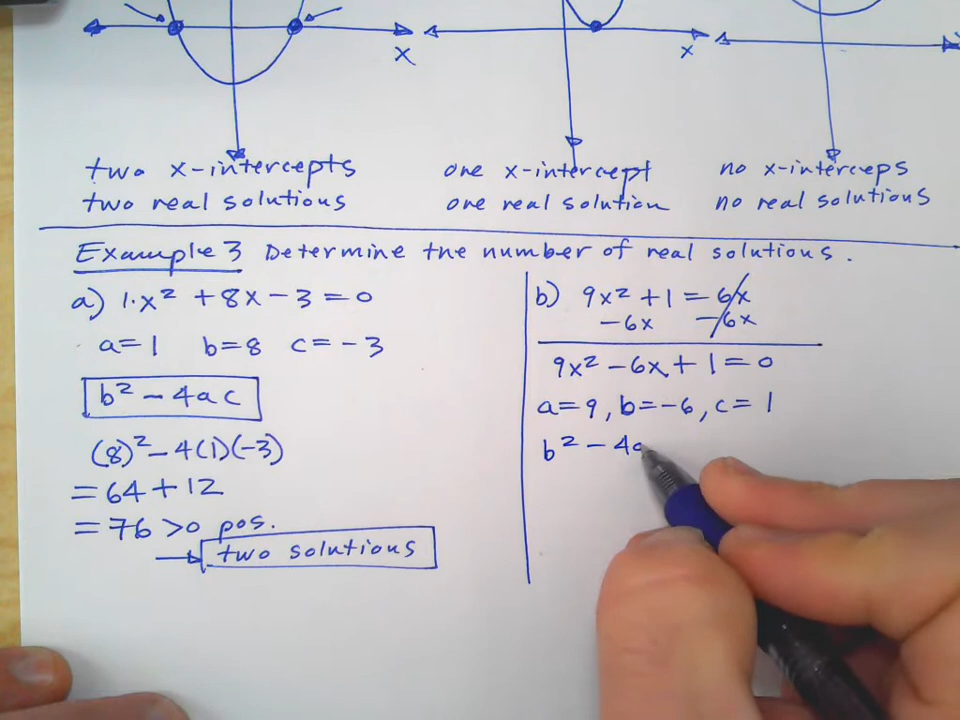 x
x
two x-intercepts
two real solutions
one x-intercept
one real solution
no x-interceps
no real solutions
Example 3 Determine the number of real solutions.
a) 1·x² + 8x - 3 = 0
a = 1 b = 8 c = -3
b² - 4ac
(8)² - 4(1)(-3)
= 64 + 12
= 76 > 0 pos.
two solutions
b) 9x² + 1 = 6x
-6x -6x
9x² - 6x + 1 = 0
a = 9, b = -6, c = 1
b² - 4a